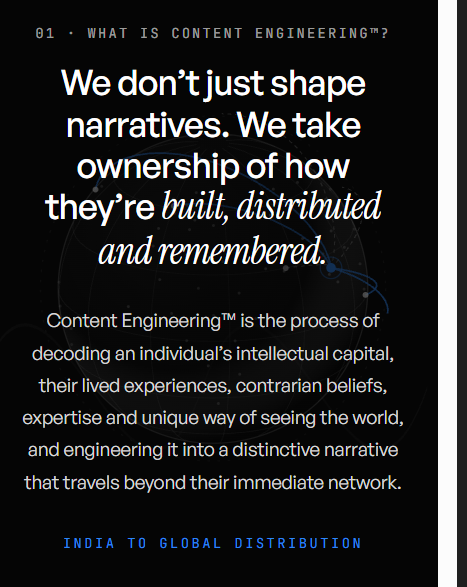 01 · WHAT IS CONTENT ENGINEERING™?
We don’t just shape
narratives. We take
ownership of how
they’re built, distributed
and remembered.
Content Engineering™ is the process of
decoding an individual’s intellectual capital,
their lived experiences, contrarian beliefs,
expertise and unique way of seeing the world,
and engineering it into a distinctive narrative
that travels beyond their immediate network.
INDIA TO GLOBAL DISTRIBUTION